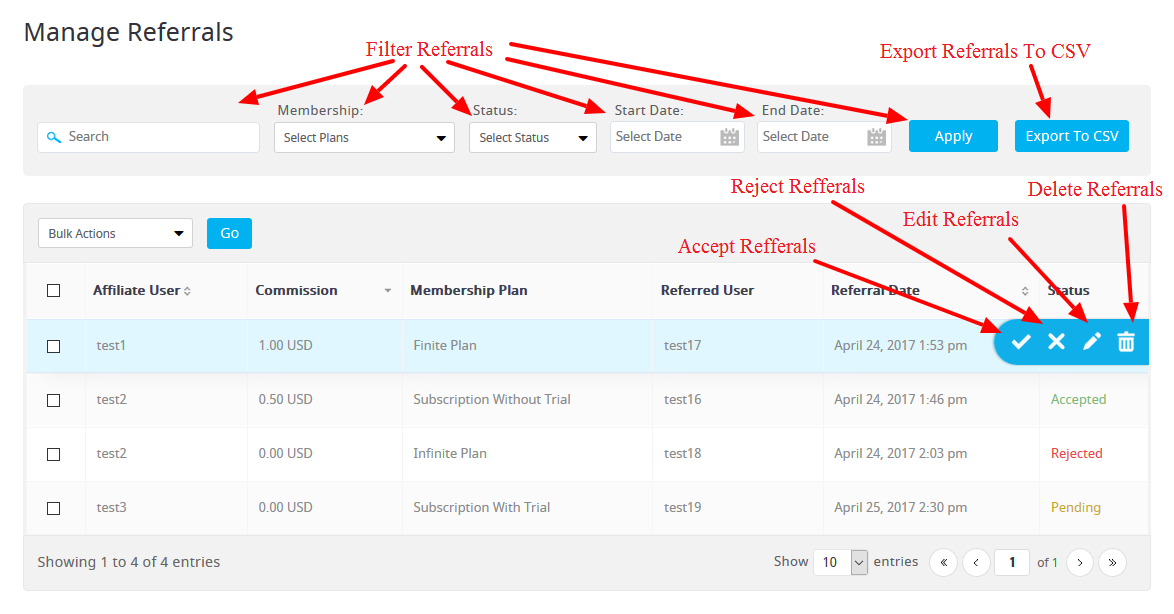 Manage Referrals
Filter Referrals
Export Referrals To CSV
Membership:
Status:
Start Date:
End Date:
Search
Select Plans
Select Status
Select Date
Select Date
Apply
Export To CSV
Reject Refferals
Delete Referrals
Edit Referrals
Accept Refferals
Bulk Actions
Go
Affiliate User Commission Membership Plan Referred User Referral Date Status
test1 1.00 USD Finite Plan test17 April 24, 2017 1:53 pm
test2 0.50 USD Subscription Without Trial test16 April 24, 2017 1:46 pm Accepted
test2 0.00 USD Infinite Plan test18 April 24, 2017 2:03 pm Rejected
test3 0.00 USD Subscription With Trial test19 April 25, 2017 2:30 pm Pending
Showing 1 to 4 of 4 entries
Show 10 entries « ‹ 1 of 1 › »